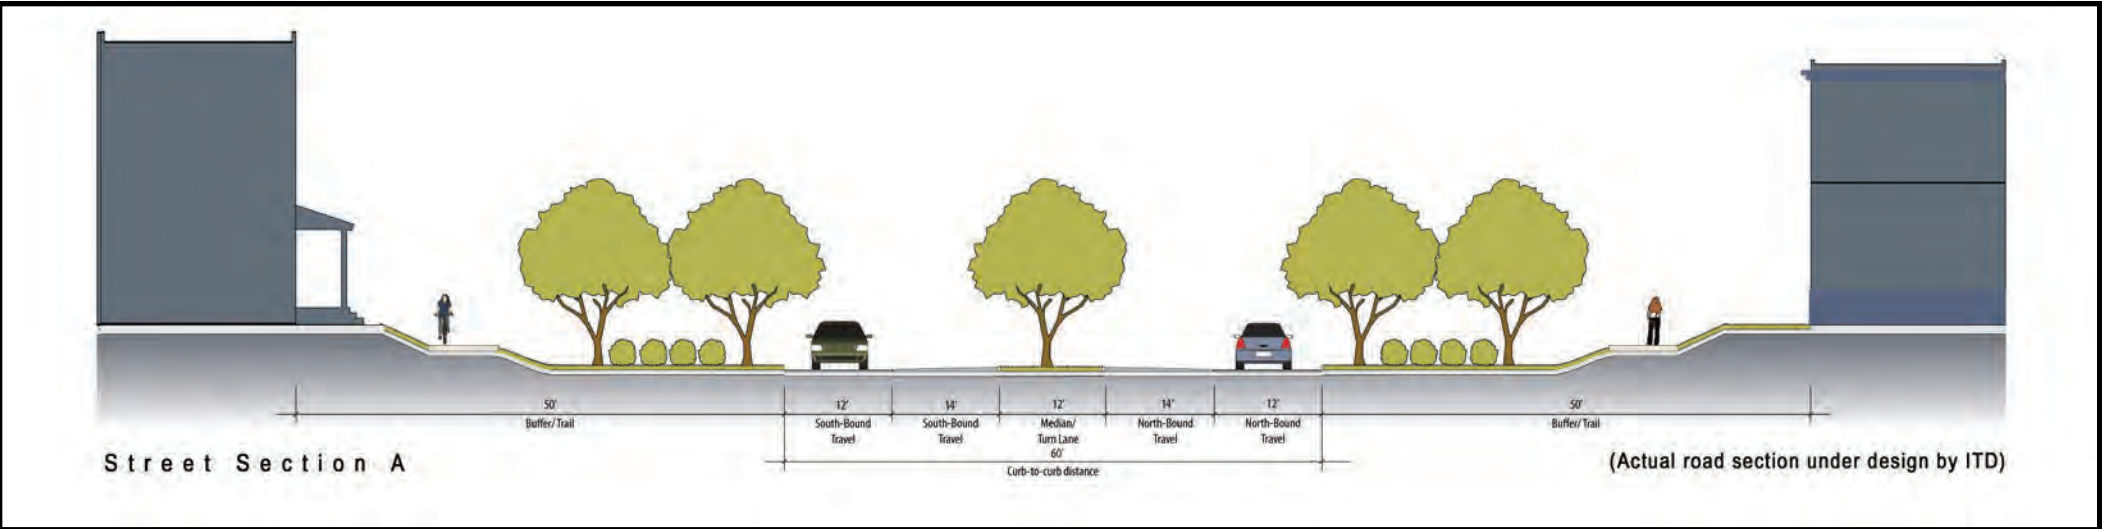 50' 12' 14' 12' 14' 12' 50'
Buffer/Trail South-Bound South-Bound Median/ North-Bound North-Bound Buffer/Trail
Travel Travel Turn Lane Travel Travel
60'
Curb-to-curb distance
Street Section A
(Actual road section under design by ITD)